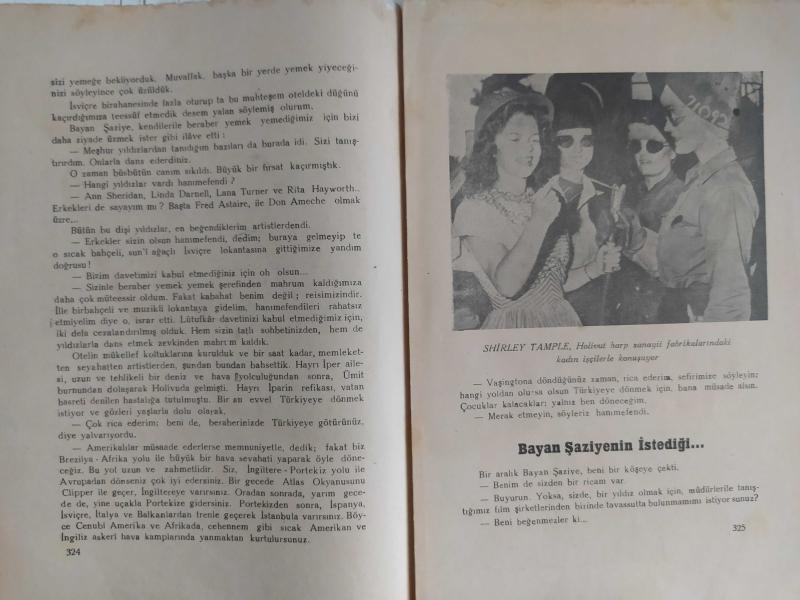 sizi yemeğe bekliyorduk. Muvaffak, başka bir yerde yemek yiyeceği-
nizi söyleyince çok üzüldük.
İsviçre birahanesinde fazla oturup ta bu muhteşem oteldeki düğünü
kaçırdığımıza teessüf etmedik desem yalan söylemiş olurum.
Bayan Şaziye, kendilerile beraber yemek yemediğimiz için bizi
daha ziyade üzmek ister gibi ilâve etti :
— Meşhur yıldızlardan tanıdığım bazıları da burada idi. Sizi tanış-
tırırdım. Onlarla dans ederdiniz.
O zaman büsbütün canım sıkıldı. Büyük bir fırsat kaçırmıştık.
— Hangi yıldızlar vardı hanımefendi ?
— Ann Sheridan, Linda Darnell, Lana Turner ve Rita Hayworth..
Erkekleri de sayayım mı ? Başta Fred Astaire, ile Don Ameche olmak
üzre...
Bütün bu dişi yıldızlar, en beğendiklerim artistlerdendi.
— Erkekler sizin olsun hanımefendi, dedim; buraya gelmeyip te
o sıcak bahçeli, sun'i ağaçlı İsviçre lokantasına gittiğimize yandım
doğrusu !
— Bizim davetimizi kabul etmediğiniz için oh olsun...
— Sizinle beraber yemek yemek şerefinden mahrum kaldığımıza
daha çok müteessir oldum. Fakat kabahat benim değil; reisimizindir.
İlle birbahçeli ve muzikli lokantaya gidelim, hanımefendileri rahatsız
etmiyelim diye o, israr etti. Lûtufkâr davetinizi kabul etmediğimiz için,
iki defa cezalandırılmış olduk. Hem sizin tatlı sohbetinizden, hem de
yıldızlarla dans etmek zevkinden mahrum kaldık.
Otelin mükellef koltuklarına kurulduk ve bir saat kadar, memleket-
ten seyahatten artistlerden, şundan bundan bahsettik. Hayri İper aile-
si, uzun ve tehlikeli bir deniz ve hava yolculuğundan sonra, Ümit
burnundan dolaşarak Holivuda gelmişti. Hayri İparin refikası, vatan
hasreti denilen hastalığa tutulmuştu. Bir an evvel Türkiyeye dönmek
istiyor ve gözleri yaşlarla dolu olarak.
— Çok rica ederim; beni de, beraberinizde Türkiyeye götürünüz,
diye yalvarıyordu.
— Amerikalılar müsaade ederlerse memnuniyetle, dedik; fakat biz
Brezilya - Afrika yolu ile büyük bir hava sevahati yaparak öyle döne-
ceğiz. Bu yol uzun ve zahmetlidir. Siz, İngiltere - Portekiz yolu ile
Avrupadan dönseniz çok iyi edersiniz. Bir gecede Atlas Okyanusunu
Clipper ile geçer, İngiltereye varırsınız. Oradan sonrada, yarım gece-
de de, yine uçakla Portekize gidersiniz. Portekizden sonra, İspanya,
İsviçre, İtalya ve Balkanlardan trenle geçerek İstanbula varırsınız. Böy-
ce Cenubî Amerika ve Afrikada, cehennem gibi sıcak Amerikan ve
İngiliz askerî hava kamplarında yanmaktan kurtulursunuz.
324
71092
SHİRLEY TAMPLE, Holivut harp sanayii fabrikalarındaki
kadın işçilerle konuşuyor
— Vaşingtona döndüğünüz zaman, rica ederim, sefirimize söyleyin;
hangi yoldan olursa olsun Türkiyeye dönmek için, bana müsade alsın.
Çocuklar kalacaklar; yalnız ben döneceğim.
— Merak etmeyin, söyleriz hanımefendi.
Bayan Şaziyenin İstediği...
Bir aralık Bayan Şaziye, beni bir köşeye çekti.
— Benim de sizden bir ricam var.
— Buyurun. Yoksa, sizde, bir yıldız olmak için, müdürlerile tanış-
tığımız film şirketlerinden birinde tavassutta bulunmamımı istiyorsunuz?
— Beni beğenmezler ki...
325